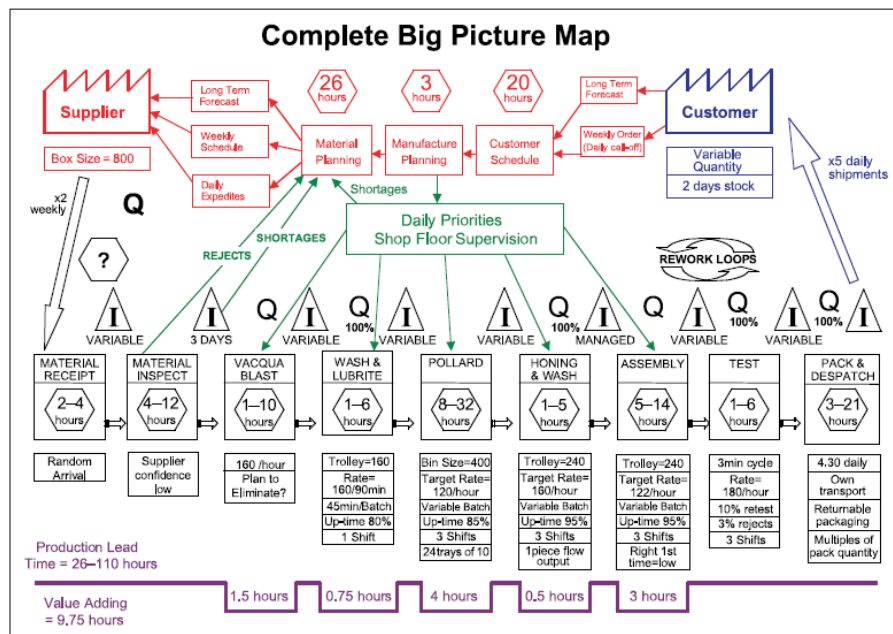 Complete Big Picture Map
26
hours
3
hours
20
hours
Supplier
Long Term
Forecast
Weekly
Schedule
Daily
Expedites
Material
Planning
Manufacture
Planning
Customer
Schedule
Long Term
Forecast
Weekly Order
(Daily call-off)
Customer
Box Size = 800
Variable
Quantity
2 days stock
x5 daily
shipments
x2
weekly
Q
Shortages
REJECTS
SHORTAGES
Daily Priorities
Shop Floor Supervision
REWORK LOOPS
?
I
VARIABLE
I
3 DAYS
Q
I
VARIABLE
Q
100%
I
VARIABLE
I
VARIABLE
Q
100%
I
MANAGED
Q
I
VARIABLE
Q
100%
I
VARIABLE
Q
100%
I
MATERIAL
RECEIPT
2–4
hours
MATERIAL
INSPECT
4–12
hours
VACQUA
BLAST
1–10
hours
WASH &
LUBRITE
1–6
hours
POLLARD
8–32
hours
HONING
& WASH
1–5
hours
ASSEMBLY
5–14
hours
TEST
1–6
hours
PACK &
DESPATCH
3–21
hours
Random
Arrival
Supplier
confidence
low
160 /hour
Plan to
Eliminate?
Trolley=160
Rate=
160/90min
45min/Batch
Up-time 80%
1 Shift
Bin Size=400
Target Rate=
120/hour
Variable Batch
Up-time 85%
3 Shifts
24trays of 10
Trolley=240
Target Rate=
160/hour
Variable Batch
Up-time 95%
3 Shifts
1piece flow
output
Trolley=240
Target Rate=
122/hour
Variable Batch
Up-time 95%
3 Shifts
Right 1st
time=low
3min cycle
Rate=
180/hour
10% retest
3% rejects
3 Shifts
4.30 daily
Own
transport
Returnable
packaging
Multiples of
pack quantity
Production Lead
Time = 26–110 hours
Value Adding
= 9.75 hours
1.5 hours
0.75 hours
4 hours
0.5 hours
3 hours